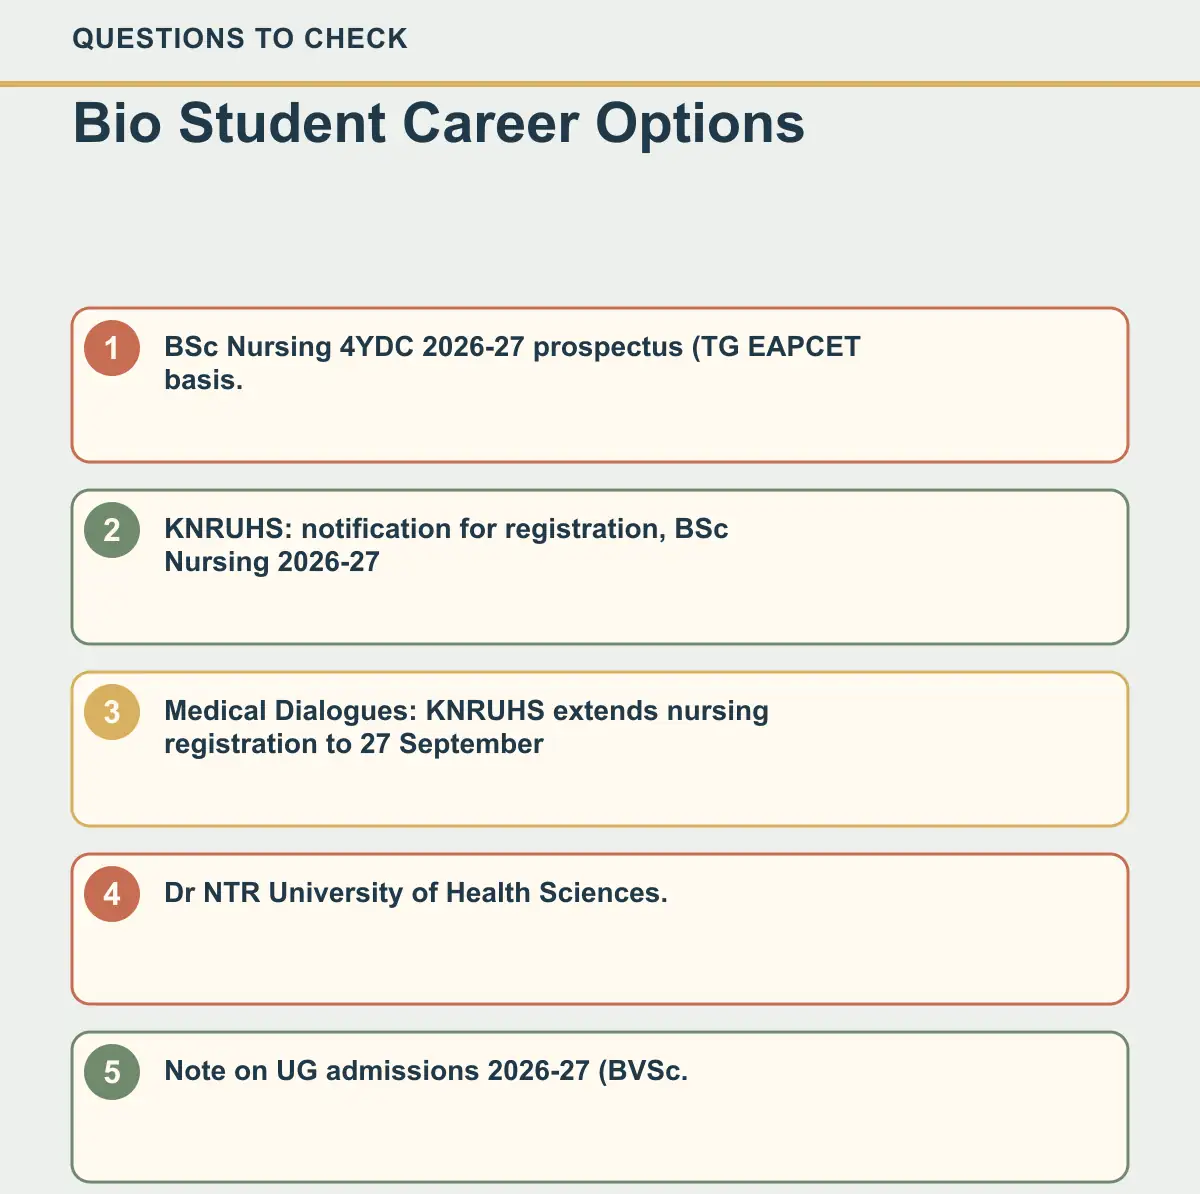 QUESTIONS TO CHECK
Bio Student Career Options
1
BSc Nursing 4YDC 2026-27 prospectus (TG EAPCET
basis.
2
KNRUHS: notification for registration, BSc
Nursing 2026-27
3
Medical Dialogues: KNRUHS extends nursing
registration to 27 September
4
Dr NTR University of Health Sciences.
5
Note on UG admissions 2026-27 (BVSc.